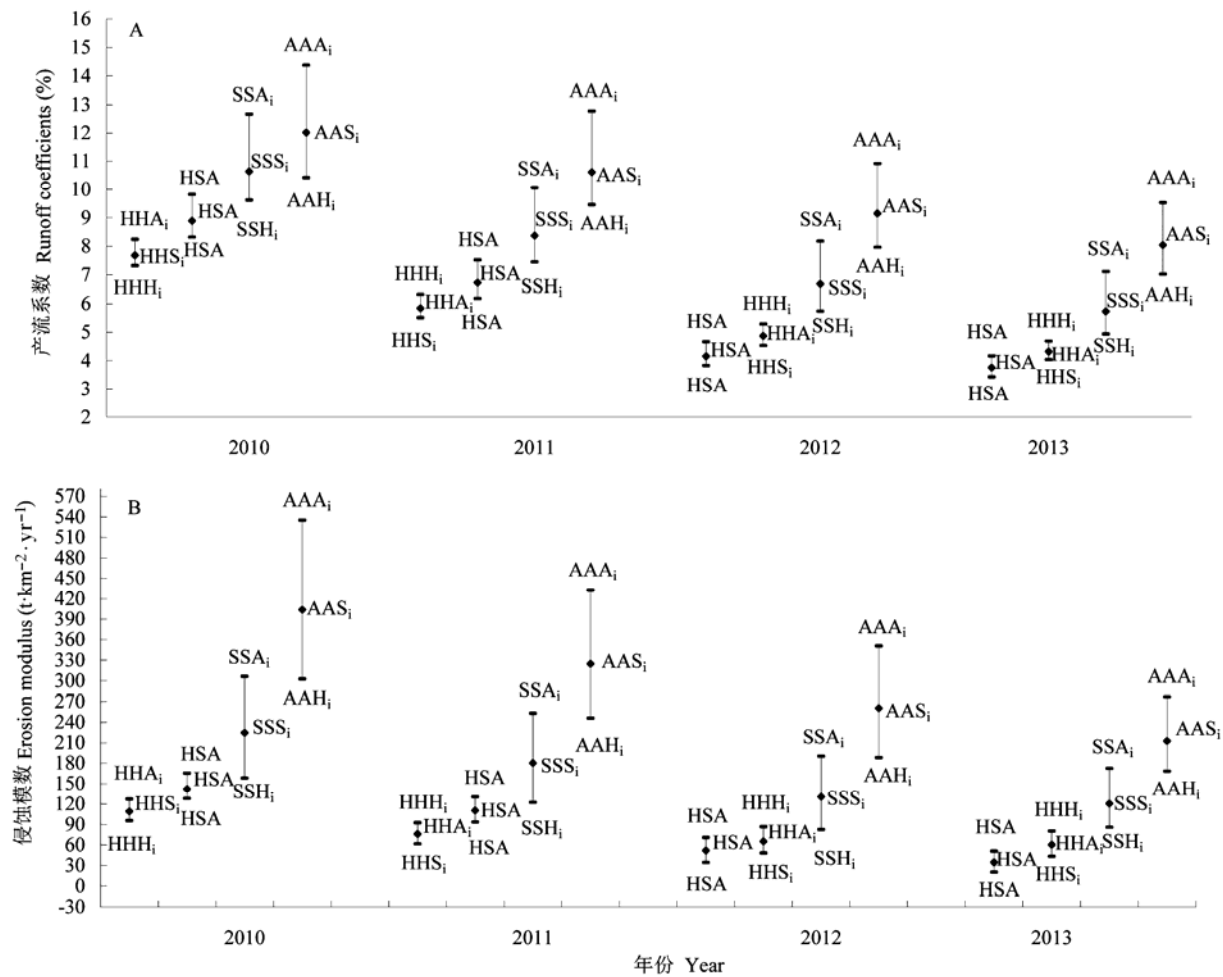 A
产流系数 Runoff coefficients (%)
16
15
14
13
12
11
10
9
8
7
6
5
4
3
2
HHAᵢ
HHSᵢ
HHHᵢ
HSA
HSA
HSA
SSAᵢ
SSSᵢ
SSHᵢ
AAAᵢ
AASᵢ
AAHᵢ
HHHᵢ
HHAᵢ
HHSᵢ
HSA
HSA
HSA
SSAᵢ
SSSᵢ
SSHᵢ
AAAᵢ
AASᵢ
AAHᵢ
HSA
HSA
HSA
HHHᵢ
HHAᵢ
HHSᵢ
SSAᵢ
SSSᵢ
SSHᵢ
AAAᵢ
AASᵢ
AAHᵢ
HSA
HSA
HSA
HHHᵢ
HHAᵢ
HHSᵢ
SSAᵢ
SSSᵢ
SSHᵢ
AAAᵢ
AASᵢ
AAHᵢ
2010 2011 2012 2013
B
侵蚀模数 Erosion modulus (t·km⁻²·yr⁻¹)
570
540
510
480
450
420
390
360
330
300
270
240
210
180
150
120
90
60
30
0
-30
HHAᵢ
HHSᵢ
HHHᵢ
HSA
HSA
HSA
SSAᵢ
SSSᵢ
SSHᵢ
AAAᵢ
AASᵢ
AAHᵢ
HHHᵢ
HHAᵢ
HHSᵢ
HSA
HSA
HSA
SSAᵢ
SSSᵢ
SSHᵢ
AAAᵢ
AASᵢ
AAHᵢ
HSA
HSA
HSA
HHHᵢ
HHAᵢ
HHSᵢ
SSAᵢ
SSSᵢ
SSHᵢ
AAAᵢ
AASᵢ
AAHᵢ
HSA
HSA
HSA
HHHᵢ
HHAᵢ
HHSᵢ
SSAᵢ
SSSᵢ
SSHᵢ
AAAᵢ
AASᵢ
AAHᵢ
2010 2011 2012 2013
年份 Year